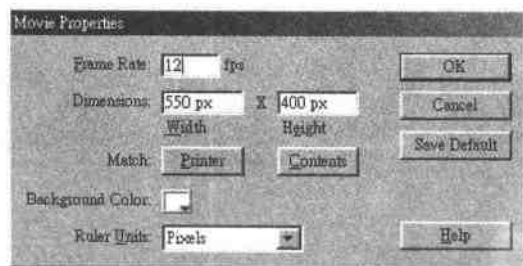 Movie Properties
Frame Rate: 12 fps
OK
Dimensions: 550 px X 400 px
Cancel
Width Height
Save Default
Match: Printer Contents
Background Color:
Ruler Units: Pixels
Help